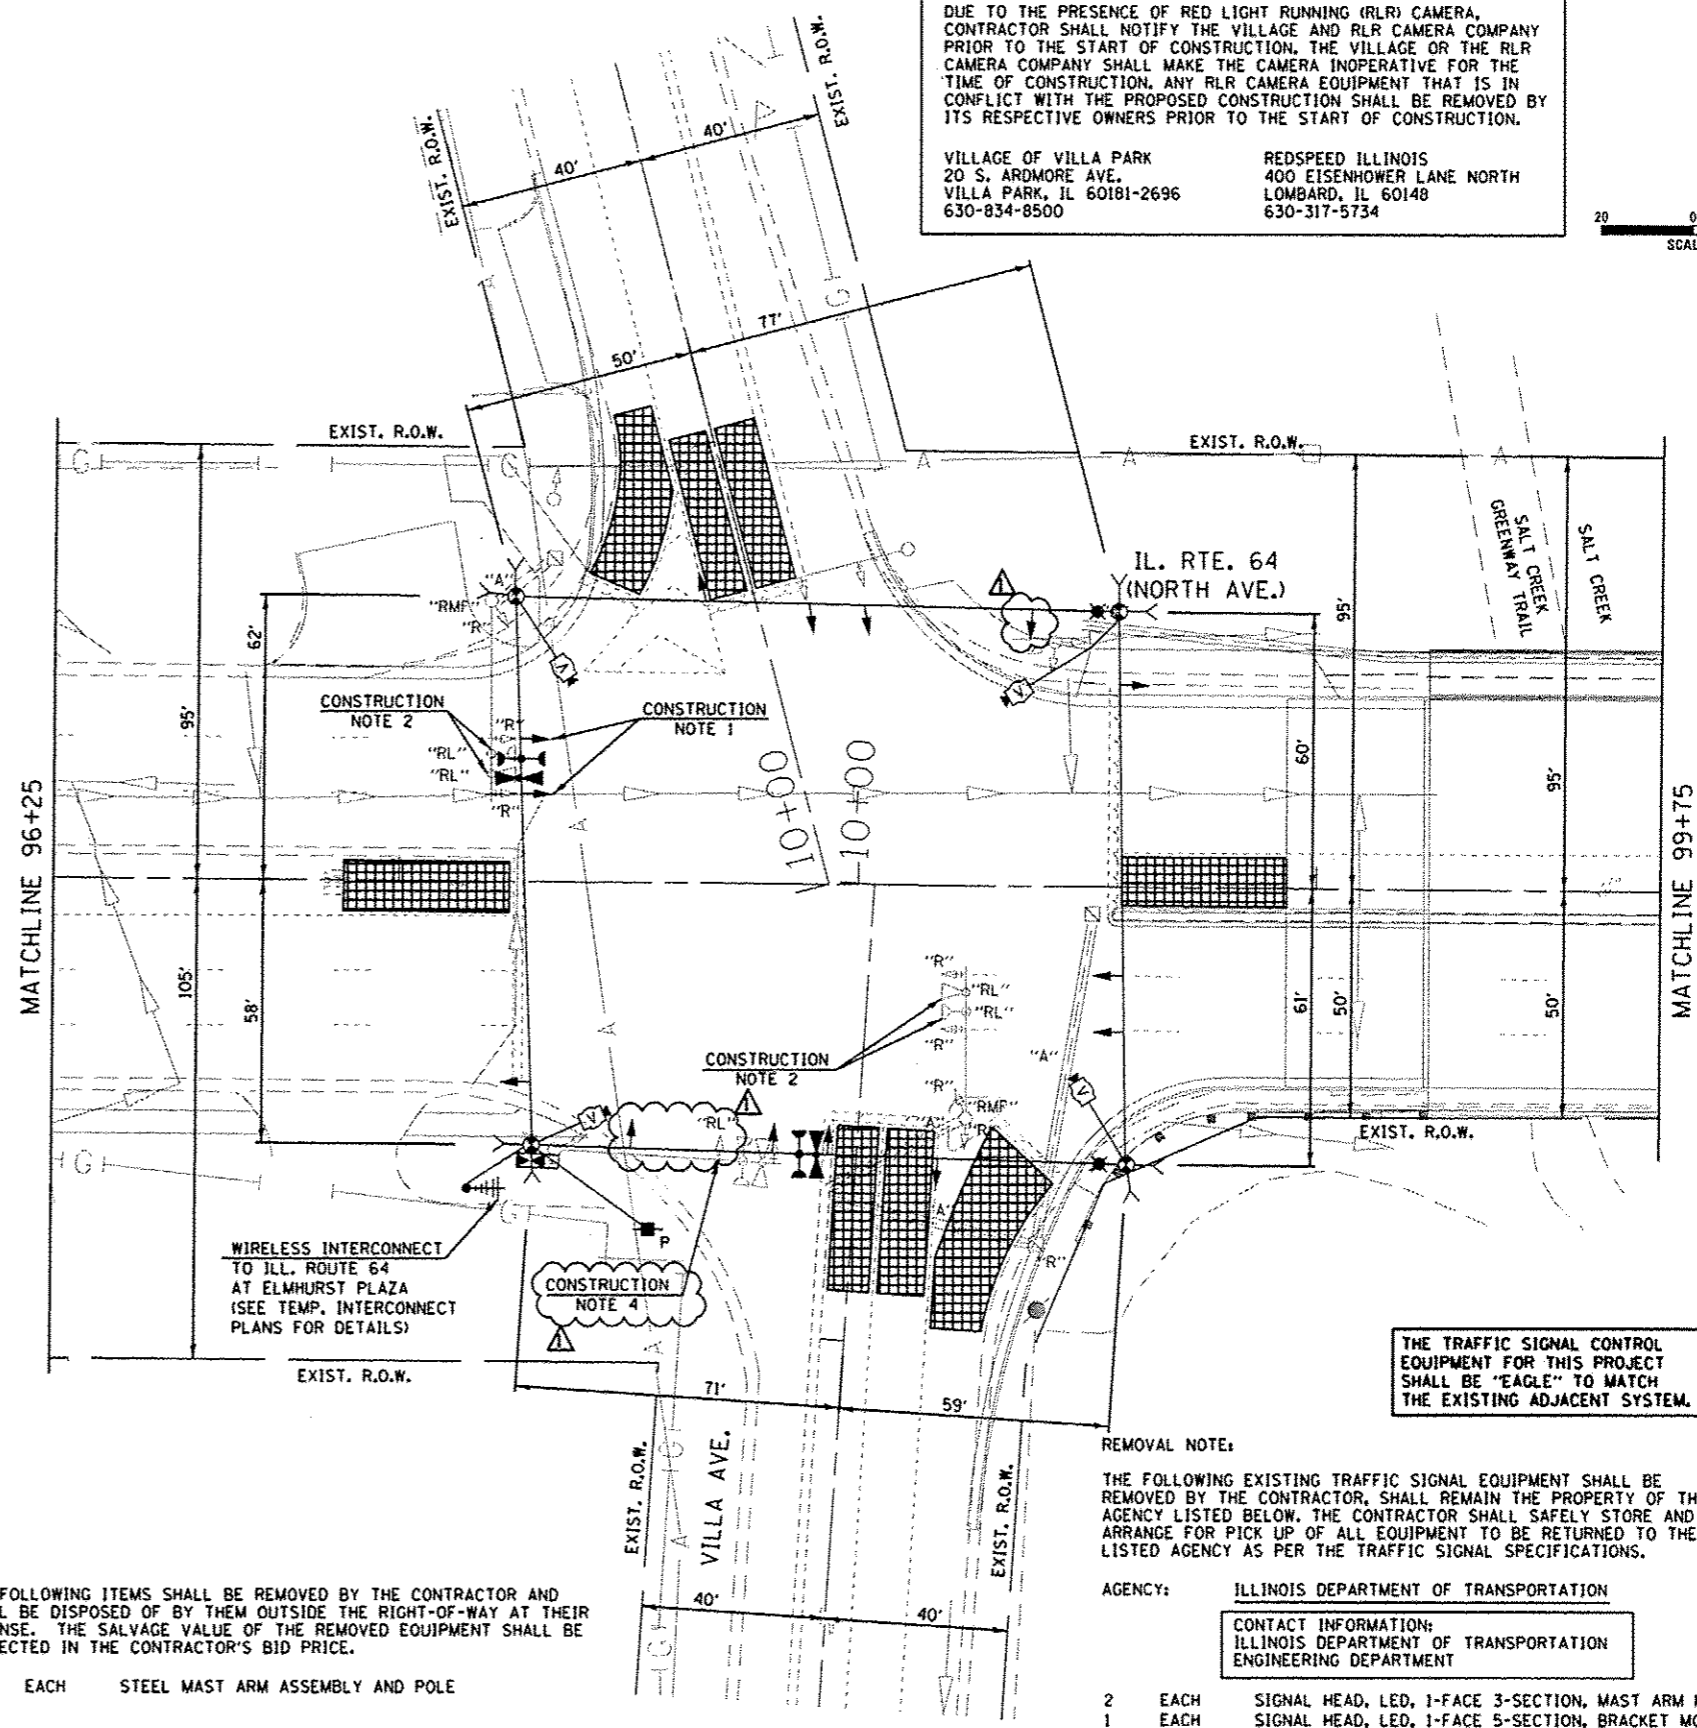 DUE TO THE PRESENCE OF RED LIGHT RUNNING (RLR) CAMERA,
CONTRACTOR SHALL NOTIFY THE VILLAGE AND RLR CAMERA COMPANY
PRIOR TO THE START OF CONSTRUCTION. THE VILLAGE OR THE RLR
CAMERA COMPANY SHALL MAKE THE CAMERA INOPERATIVE FOR THE
TIME OF CONSTRUCTION. ANY RLR CAMERA EQUIPMENT THAT IS IN
CONFLICT WITH THE PROPOSED CONSTRUCTION SHALL BE REMOVED BY
ITS RESPECTIVE OWNERS PRIOR TO THE START OF CONSTRUCTION.
VILLAGE OF VILLA PARK
20 S. ARDMORE AVE.
VILLA PARK, IL 60181-2696
630-834-8500
REDSPEED ILLINOIS
400 EISENHOWER LANE NORTH
LOMBARD, IL 60148
630-317-5734
20 0
SCAL
EXIST. R.O.W.
EXIST. R.O.W.
40'
40'
50'
77'
EXIST. R.O.W.
EXIST. R.O.W.
G
G
G
A
A
A
A
SALT CREEK
GREENWAY TRAIL
SALT CREEK
IL. RTE. 64
(NORTH AVE.)
1
"A"
"RMF"
"R"
V
V
62'
95'
95'
60'
95'
CONSTRUCTION
NOTE 2
CONSTRUCTION
NOTE 1
"R"
"RL"
"RL"
"R"
A
10+00
10+00
MATCHLINE 96+25
MATCHLINE 99+75
105'
58'
61'
50'
50'
"R"
"RL"
"RL"
"R"
"A"
"R"
"RMF"
"R"
CONSTRUCTION
NOTE 2
1
"RL"
V
V
A
A
"A"
EXIST. R.O.W.
G
G
P
"R"
WIRELESS INTERCONNECT
TO ILL. ROUTE 64
AT ELMHURST PLAZA
(SEE TEMP. INTERCONNECT
PLANS FOR DETAILS)
CONSTRUCTION
NOTE 4
1
A
EXIST. R.O.W.
71'
59'
THE TRAFFIC SIGNAL CONTROL
EQUIPMENT FOR THIS PROJECT
SHALL BE "EAGLE" TO MATCH
THE EXISTING ADJACENT SYSTEM.
EXIST. R.O.W.
G
A
G
VILLA AVE.
EXIST. R.O.W.
40'
40'
REMOVAL NOTE:
THE FOLLOWING EXISTING TRAFFIC SIGNAL EQUIPMENT SHALL BE
REMOVED BY THE CONTRACTOR, SHALL REMAIN THE PROPERTY OF TH
AGENCY LISTED BELOW. THE CONTRACTOR SHALL SAFELY STORE AND
ARRANGE FOR PICK UP OF ALL EQUIPMENT TO BE RETURNED TO THE
LISTED AGENCY AS PER THE TRAFFIC SIGNAL SPECIFICATIONS.
AGENCY: ILLINOIS DEPARTMENT OF TRANSPORTATION
CONTACT INFORMATION:
ILLINOIS DEPARTMENT OF TRANSPORTATION
ENGINEERING DEPARTMENT
FOLLOWING ITEMS SHALL BE REMOVED BY THE CONTRACTOR AND
L BE DISPOSED OF BY THEM OUTSIDE THE RIGHT-OF-WAY AT THEIR
NSE. THE SALVAGE VALUE OF THE REMOVED EQUIPMENT SHALL BE
ECTED IN THE CONTRACTOR'S BID PRICE.
EACH STEEL MAST ARM ASSEMBLY AND POLE
2 EACH SIGNAL HEAD, LED, 1-FACE 3-SECTION, MAST ARM
1 EACH SIGNAL HEAD, LED, 1-FACE 5-SECTION, BRACKET MO